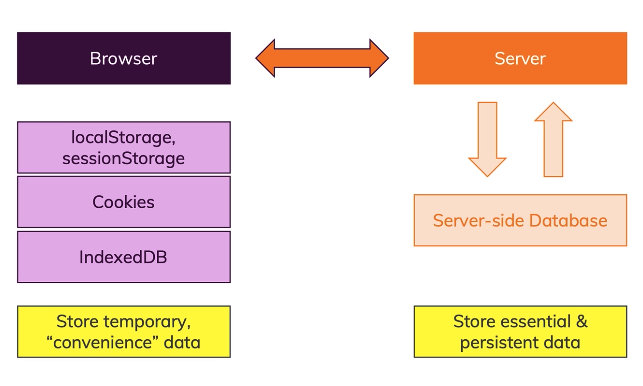 Browser
Server
localStorage,
sessionStorage
Cookies
Server-side Database
IndexedDB
Store temporary,
“convenience” data
Store essential &
persistent data